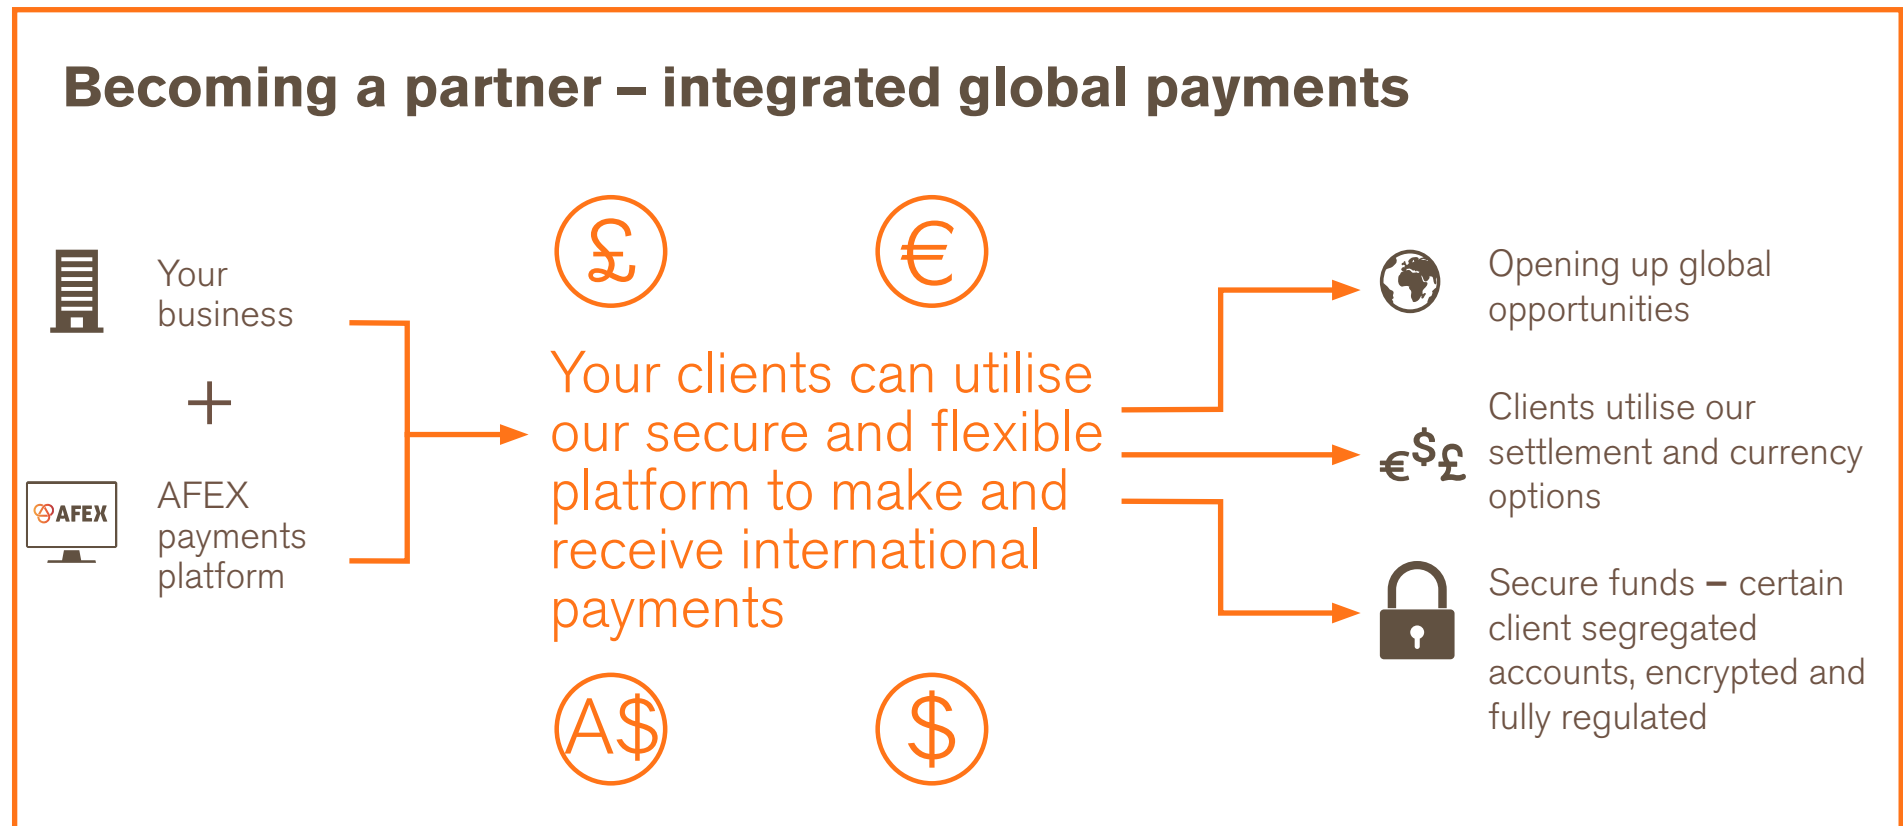 Becoming a partner – integrated global payments
Your
business
+
AFEX
AFEX
payments
platform
£
€
Your clients can utilise
our secure and flexible
platform to make and
receive international
payments
A$
$
Opening up global
opportunities
€$£
Clients utilise our
settlement and currency
options
Secure funds – certain
client segregated
accounts, encrypted and
fully regulated